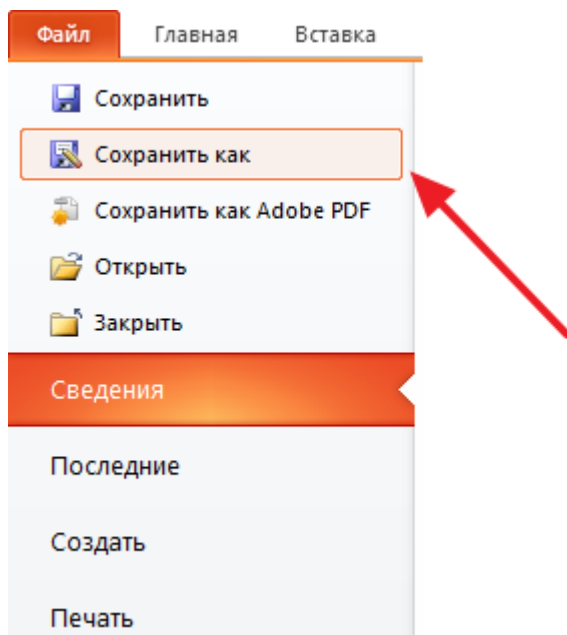 Файл Главная Вставка
Сохранить
Сохранить как
Сохранить как Adobe PDF
Открыть
Закрыть
Сведения
Последние
Создать
Печать